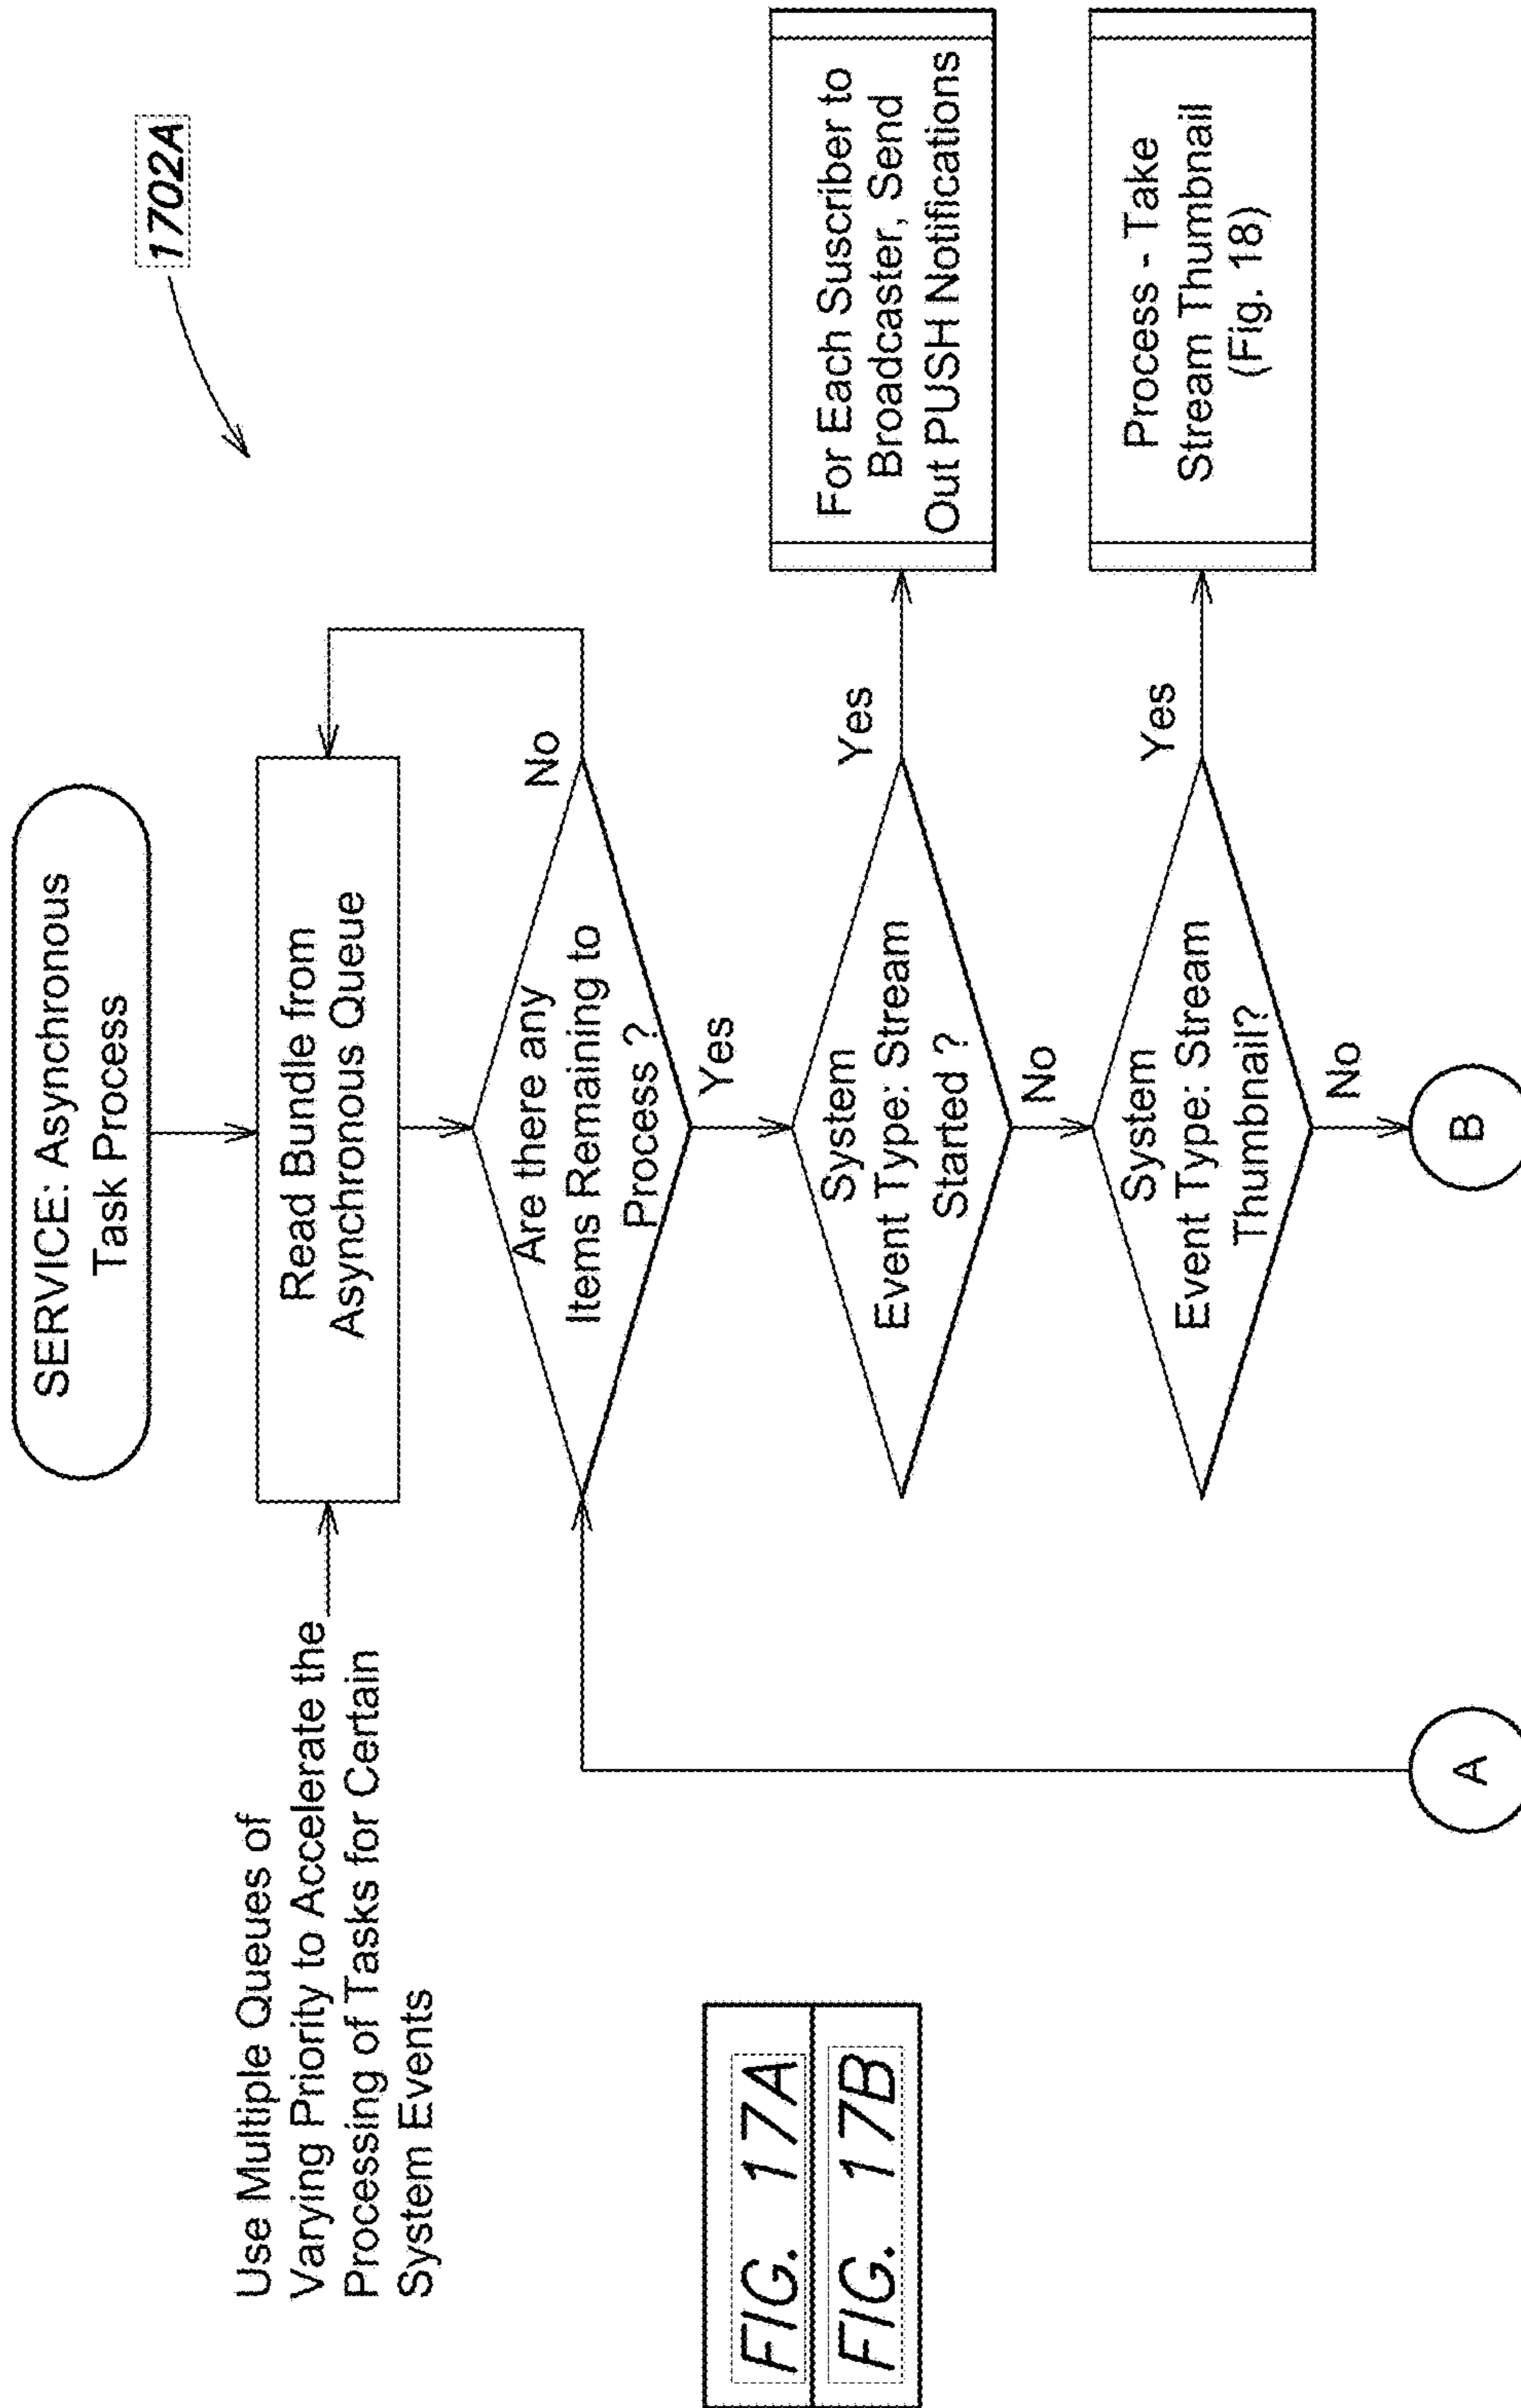 1702A
SERVICE: Asynchronous
Task Process
Use Multiple Queues of
Varying Priority to Accelerate the
Processing of Tasks for Certain
System Events
Read Bundle from
Asynchronous Queue
Are there any
Items Remaining to
Process ?
No
Yes
System
Event Type: Stream
Started ?
Yes
For Each Suscriber to
Broadcaster, Send
Out PUSH Notifications
No
System
Event Type: Stream
Thumbnail?
Yes
Process - Take
Stream Thumbnail
(Fig. 18)
No
A
B
FIG. 17A
FIG. 17B